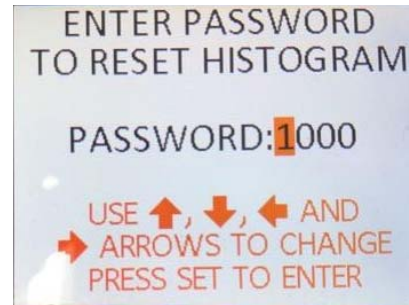 ENTER PASSWORD
TO RESET HISTOGRAM
PASSWORD:1000
USE ↑, ↓, ← AND
→ ARROWS TO CHANGE
PRESS SET TO ENTER